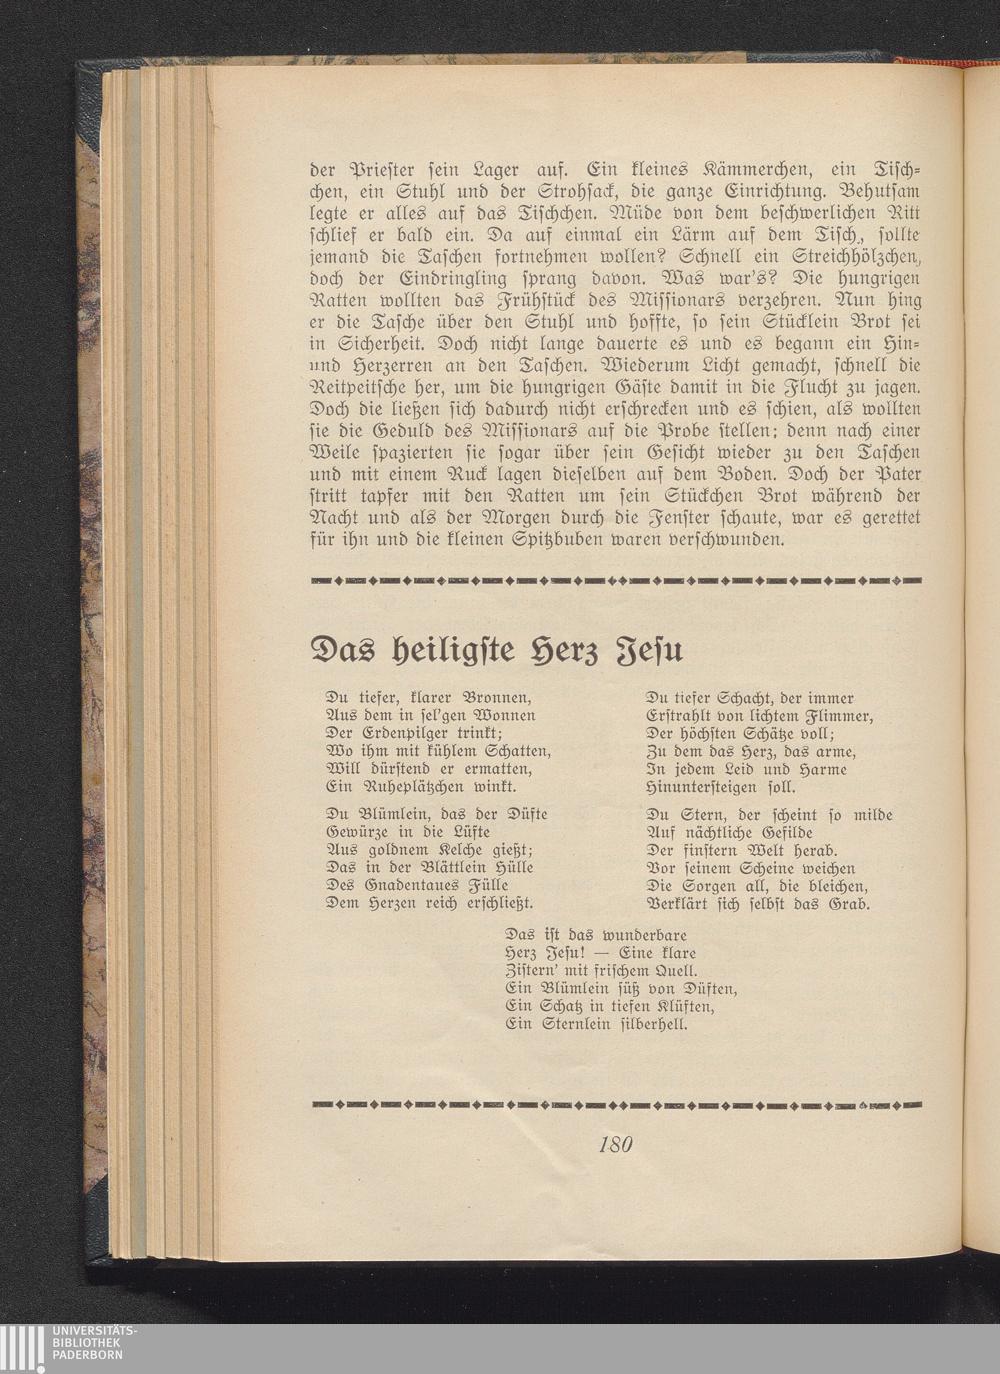 der Priester sein Lager auf. Ein kleines Kämmerchen, ein Tisch-
chen, ein Stuhl und der Strohsack, die ganze Einrichtung. Behutsam
legte er alles auf das Tischchen. Müde von dem beschwerlichen Ritt
schlief er bald ein. Da auf einmal ein Lärm auf dem Tisch, sollte
jemand die Taschen fortnehmen wollen? Schnell ein Streichhölzchen,
doch der Eindringling sprang davon. Was war's? Die hungrigen
Ratten wollten das Frühstück des Missionars verzehren. Nun hing
er die Tasche über den Stuhl und hoffte, so sein Stücklein Brot sei
in Sicherheit. Doch nicht lange dauerte es und es begann ein Hin-
und Herzerren an den Taschen. Wiederum Licht gemacht, schnell die
Reitpeitsche her, um die hungrigen Gäste damit in die Flucht zu jagen.
Doch die ließen sich dadurch nicht erschrecken und es schien, als wollten
sie die Geduld des Missionars auf die Probe stellen; denn nach einer
Weile spazierten sie sogar über sein Gesicht wieder zu den Taschen
und mit einem Ruck lagen dieselben auf dem Boden. Doch der Pater
stritt tapfer mit den Ratten um sein Stückchen Brot während der
Nacht und als der Morgen durch die Fenster schaute, war es gerettet
für ihn und die kleinen Spitzbuben waren verschwunden.
Das heiligste Herz Jesu
Du tiefer, klarer Bronnen,
Aus dem in sel'gen Wonnen
Der Erdenpilger trinkt;
Wo ihm mit kühlem Schatten,
Will dürstend er ermatten,
Ein Ruheplätzchen winkt.
Du Blümlein, das der Düfte
Gewürze in die Lüfte
Aus goldnem Kelche gießt;
Das in der Blättlein Hülle
Des Gnadentaues Fülle
Dem Herzen reich erschließt.
Du tiefer Schacht, der immer
Erstrahlt von lichtem Flimmer,
Der höchsten Schätze voll;
Zu dem das Herz, das arme,
In jedem Leid und Harme
Hinuntersteigen soll.
Du Stern, der scheint so milde
Auf nächtliche Gefilde
Der finstern Welt herab.
Vor seinem Scheine weichen
Die Sorgen all, die bleichen,
Verklärt sich selbst das Grab.
Das ist das wunderbare
Herz Jesu! — Eine klare
Zistern' mit frischem Quell.
Ein Blümlein süß von Düften,
Ein Schatz in tiefen Klüften,
Ein Sternlein silberhell.
180
UNIVERSITÄTS-
BIBLIOTHEK
PADERBORN